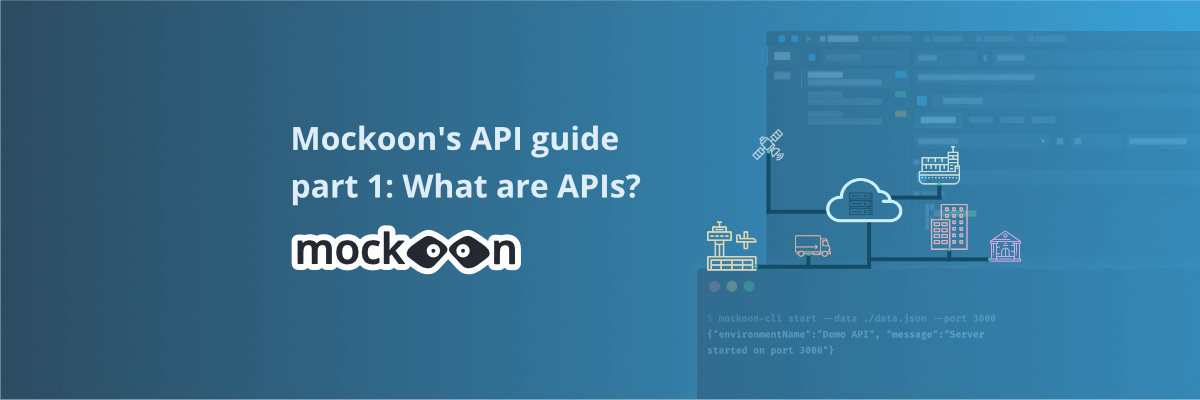 Mockoon's API guide
part 1: What are APIs?
mockoon
$ mockoon-cli start --data ./data.json --port 3000
{"environmentName":"Demo API", "message":"Server
started on port 3000"}